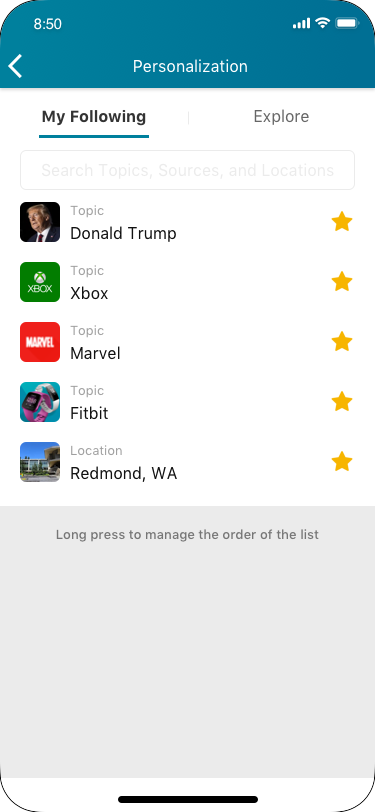 8:50
Personalization
My Following
Explore
Search Topics, Sources, and Locations
Topic
Donald Trump
XBOX
Topic
Xbox
MARVEL
Topic
Marvel
Topic
Fitbit
Location
Redmond, WA
Long press to manage the order of the list